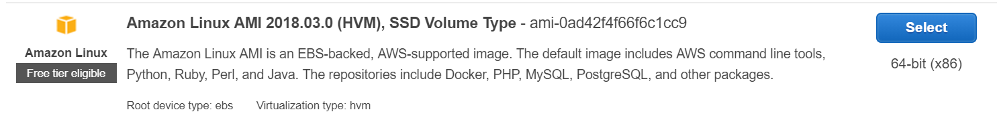 Amazon Linux AMI 2018.03.0 (HVM), SSD Volume Type - ami-0ad42f4f66f6c1cc9
Select
Amazon Linux
Free tier eligible
The Amazon Linux AMI is an EBS-backed, AWS-supported image. The default image includes AWS command line tools,
Python, Ruby, Perl, and Java. The repositories include Docker, PHP, MySQL, PostgreSQL, and other packages.
64-bit (x86)
Root device type: ebs Virtualization type: hvm